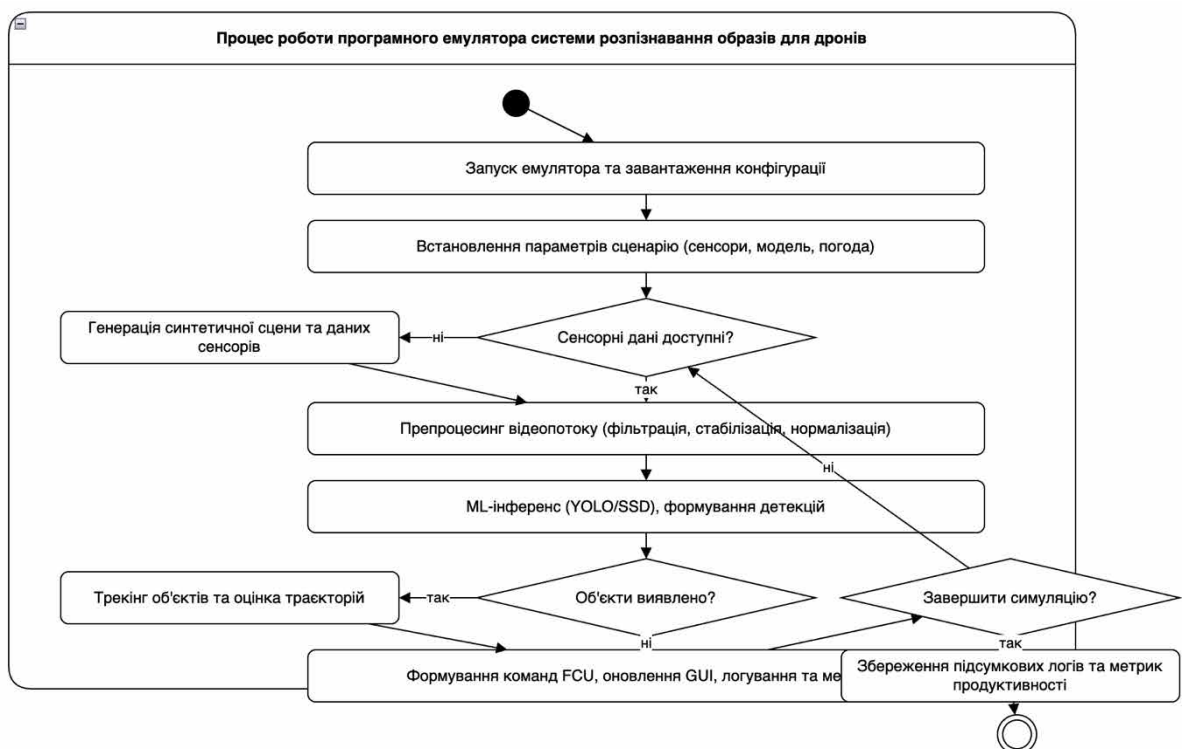 Процес роботи програмного емулятора системи розпізнавання образів для дронів
Запуск емулятора та завантаження конфігурації
Встановлення параметрів сценарію (сенсори, модель, погода)
Генерація синтетичної сцени та даних
сенсорів
ні
Сенсорні дані доступні?
так
Препроцесинг відеопотоку (фільтрація, стабілізація, нормалізація)
ні
ML-інференс (YOLO/SSD), формування детекцій
Трекінг об'єктів та оцінка траєкторій
так
Об'єкти виявлено?
Завершити симуляцію?
ні
так
Формування команд FCU, оновлення GUI, логування та
Збереження підсумкових логів та метрик
продуктивності